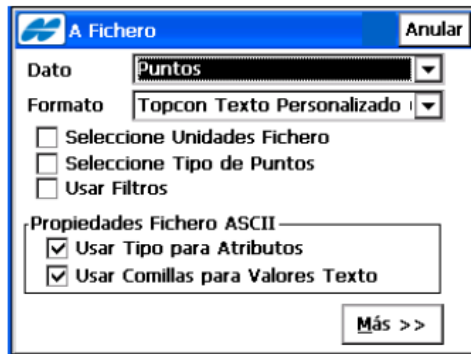 A Fichero
Anular
Dato
Puntos
Formato
Topcon Texto Personalizado
Seleccione Unidades Fichero
Seleccione Tipo de Puntos
Usar Filtros
Propiedades Fichero ASCII
Usar Tipo para Atributos
Usar Comillas para Valores Texto
Más >>